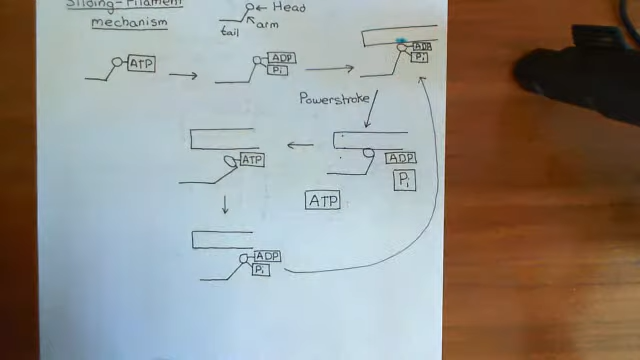 Sliding-Filament
mechanism
Head
arm
tail
ATP
ADP
Pi
ADP
Pi
Powerstroke
ATP
ADP
Pi
ATP
ADP
Pi